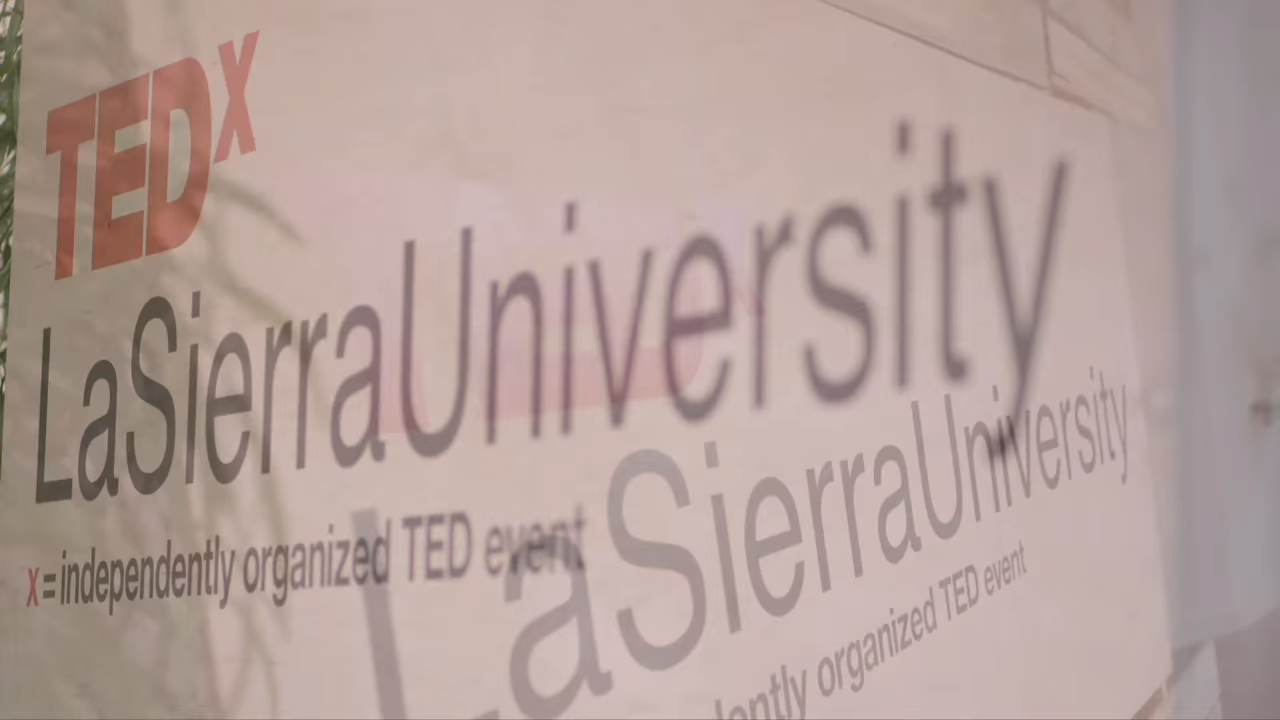 TEDx
LaSierraUniversity
x=independently organized TED event
LaSierraUniversity
organized TED event